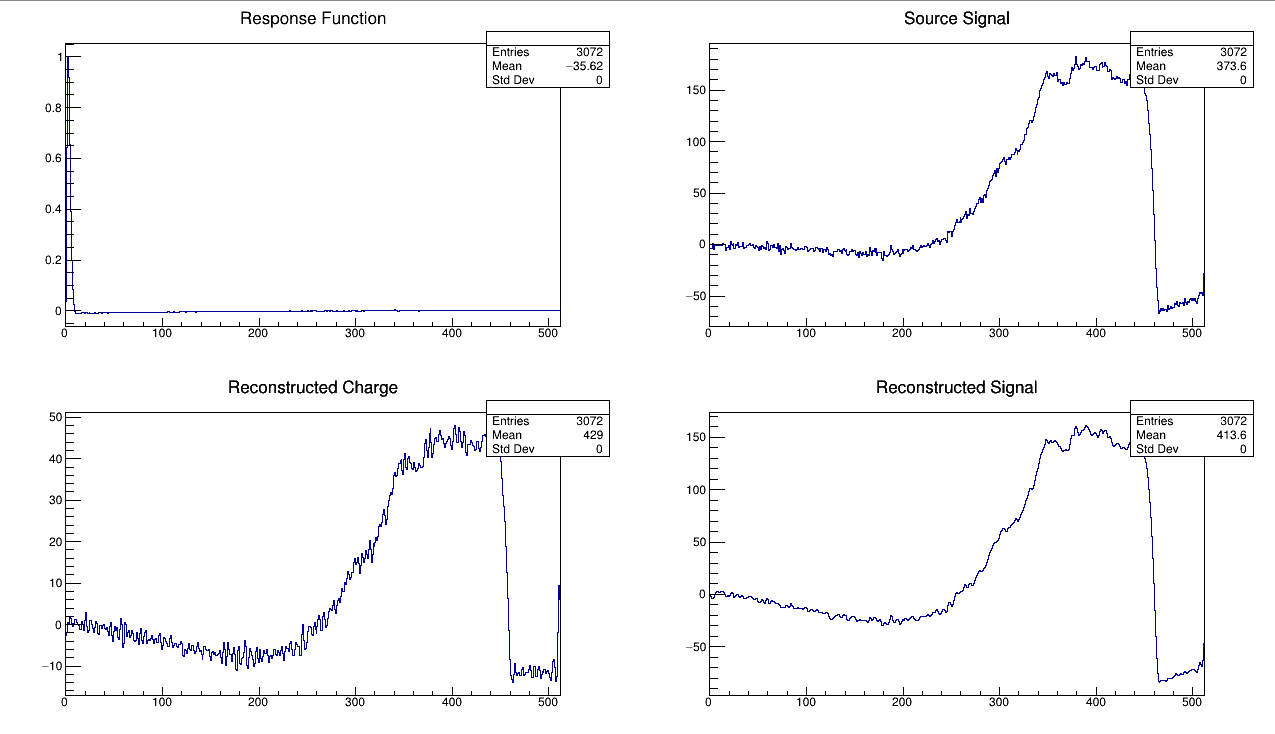 Response Function
Entries 3072
Mean −35.62
Std Dev 0
1
0.8
0.6
0.4
0.2
0
0 100 200 300 400 500
Source Signal
Entries 3072
Mean 373.6
Std Dev 0
150
100
50
0
−50
0 100 200 300 400 500
Reconstructed Charge
Entries 3072
Mean 429
Std Dev 0
50
40
30
20
10
0
−10
0 100 200 300 400 500
Reconstructed Signal
Entries 3072
Mean 413.6
Std Dev 0
150
100
50
0
−50
0 100 200 300 400 500